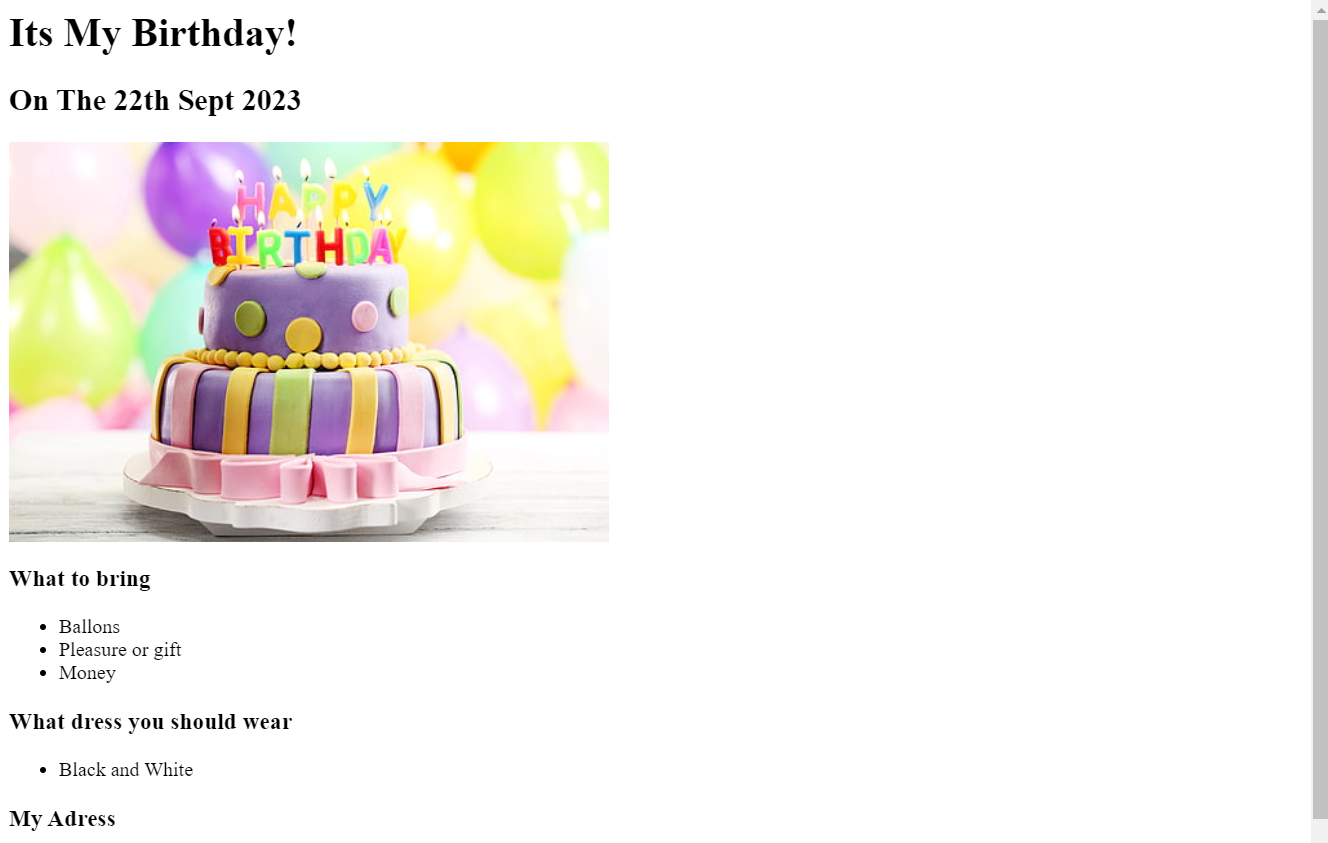 Its My Birthday!
On The 22th Sept 2023
HAPPY
BIRTHDAY
What to bring
Ballons
Pleasure or gift
Money
What dress you should wear
Black and White
My Adress